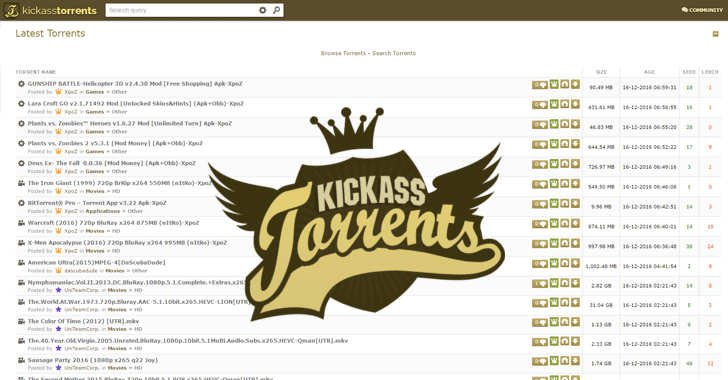 kickasstorrents
Search query
COMMUNITY
Latest Torrents
Browse Torrents - Search Torrents
TORRENT NAME SIZE AGE SEED LEECH
GUNSHIP BATTLE-Helicopter 3D v2.4.30 Mod [Free Shopping] Apk-XpoZ 90.49 MB 16-12-2016 06:59:31 18 1
Posted by XpoZ in Games » Other
Lara Croft GO v2.1.71492 Mod [Unlocked Skins&Hints] (Apk+Obb)-XpoZ 431.61 MB 16-12-2016 06:56:55 16 1
Posted by XpoZ in Games » Other
Plants vs. Zombies™ Heroes v1.6.27 Mod [Unlimited Turn] Apk-XpoZ 46.83 MB 16-12-2016 06:55:20 28 0
Posted by XpoZ in Games » Other
Plants vs. Zombies 2 v5.3.1 [Mod Money] (Apk+Obb)-XpoZ 644.54 MB 16-12-2016 06:52:22 17 8
Posted by XpoZ in Games » Other
Deus Ex- The Fall 0.0.36 [Mod Money] (Apk+Obb)-XpoZ 726.97 MB 16-12-2016 06:49:16 3 1
Posted by XpoZ in Games » Other
The Iron Giant (1999) 720p BrRip x264 550MB (nItRo)-XpoZ 549.50 MB 16-12-2016 06:46:06 1 0
Posted by XpoZ in Movies » HD
BitTorrent® Pro - Torrent App v3.22 Apk-XpoZ 9.96 MB 16-12-2016 06:42:51 14 3
Posted by XpoZ in Applications » Other
Warcraft (2016) 720p BluRay x264 875MB (nItRo)-XpoZ 874.11 MB 16-12-2016 06:40:01 14 19
Posted by XpoZ in Movies » HD
X-Men Apocalypse (2016) 720p BluRay x264 995MB (nItRo)-XpoZ 997.98 MB 16-12-2016 06:36:48 38 24
Posted by XpoZ in Movies » HD
American Ultra(2015)MPEG-4[DaScubaDude] 1,002.48 MB 16-12-2016 04:41:54 2 8
Posted by dascubadude in Movies » Other
Nymphomaniac.Vol.II.2013.DC.BluRay.1080p.5.1.Complete.+Extras.x265 2.82 GB 16-12-2016 02:21:43 14 5
Posted by UniTeamCorp. in Movies » HD
The.World.At.War.1973.720p.Bluray.AAC-5.1.10bit.x265.HEVC-LION[UTR] 31.04 GB 16-12-2016 02:21:43 5 2
Posted by UniTeamCorp. in Movies » HD
The Color Of Time (2012) [UTR].mkv 1.13 GB 16-12-2016 02:21:43 6 2
Posted by UniTeamCorp. in Movies » HD
The.40.Year.Old.Virgin.2005.Unrated.BluRay.1080p.10bit.5.1Multi.Audio.Subs.x265.HEVC-Qman[UTR].mkv 2.33 GB 16-12-2016 02:21:43 7 4
Posted by UniTeamCorp. in Movies » HD
Sausage Party 2016 (1080p x265 q22 Joy) 1.74 GB 16-12-2016 02:21:43 48 12
Posted by UniTeamCorp. in Movies » HD
KICKASS
Torrents